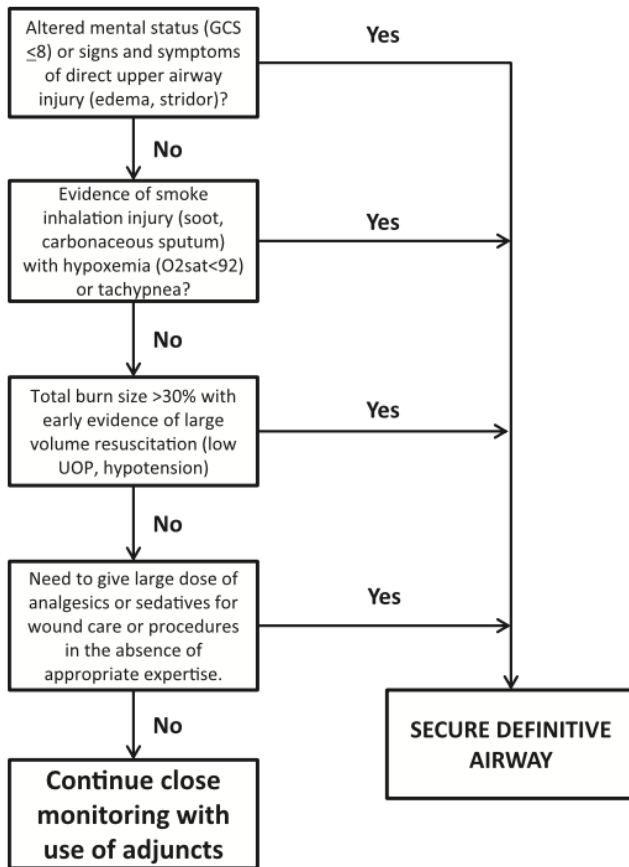 Altered mental status (GCS
≤8) or signs and symptoms
of direct upper airway
injury (edema, stridor)?
Yes
No
Evidence of smoke
inhalation injury (soot,
carbonaceous sputum)
with hypoxemia (O2sat<92)
or tachypnea?
Yes
No
Total burn size >30% with
early evidence of large
volume resuscitation (low
UOP, hypotension)
Yes
No
Need to give large dose of
analgesics or sedatives for
wound care or procedures
in the absence of
appropriate expertise.
Yes
No
SECURE DEFINITIVE
AIRWAY
Continue close
monitoring with
use of adjuncts